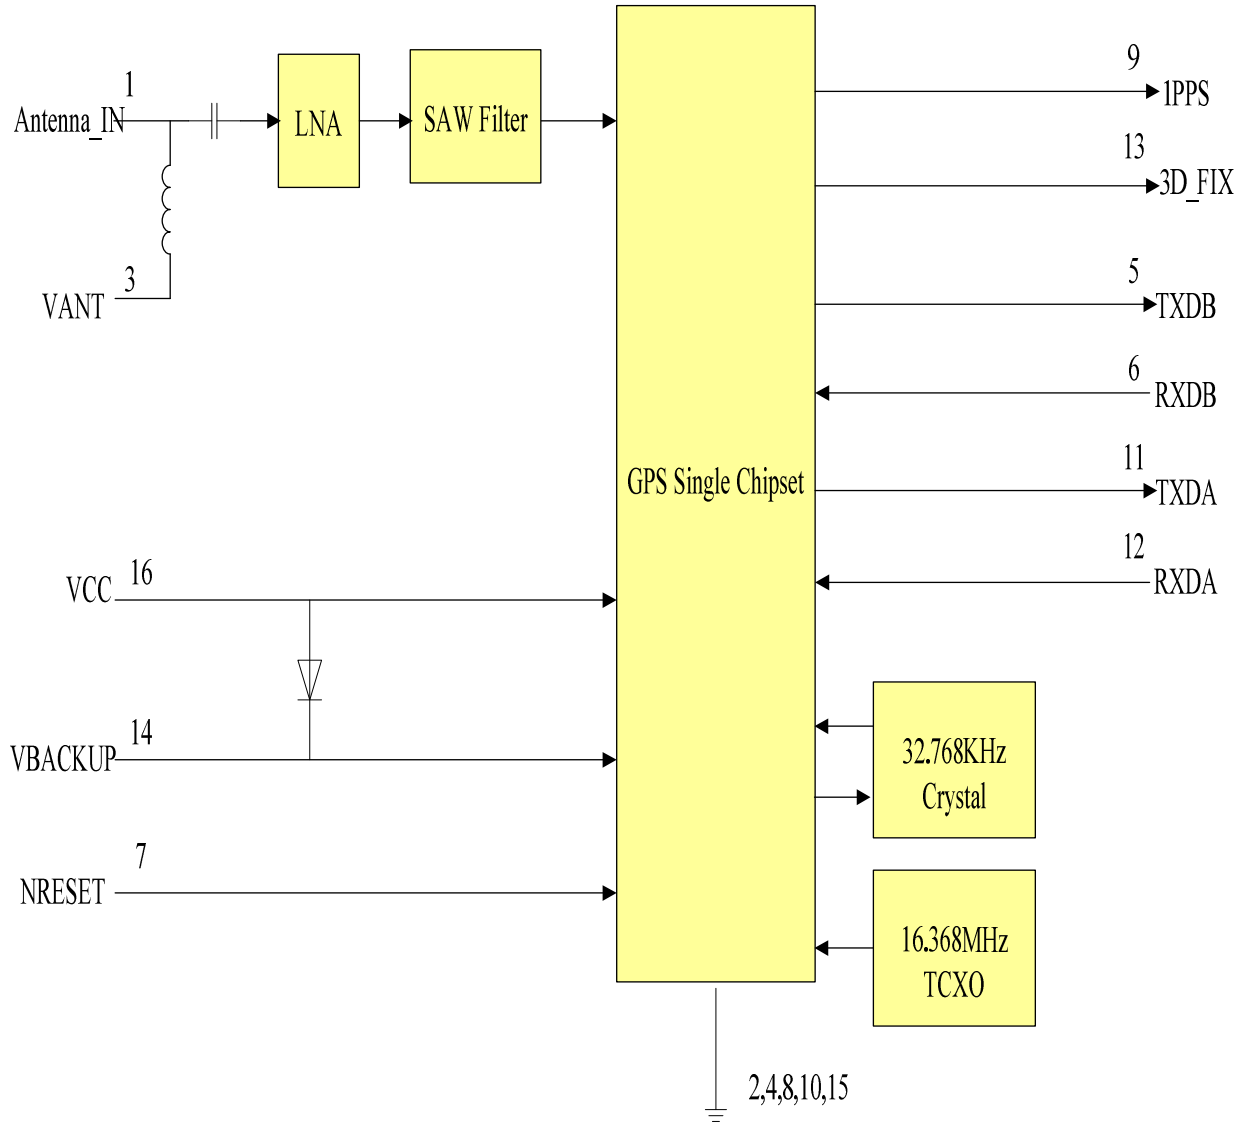 1
Antenna_IN
LNA
SAW Filter
3
VANT
9
1PPS
13
3D_FIX
5
TXDB
6
RXDB
GPS Single Chipset
11
TXDA
12
RXDA
16
VCC
14
VBACKUP
7
NRESET
32.768KHz
Crystal
16.368MHz
TCXO
2,4,8,10,15